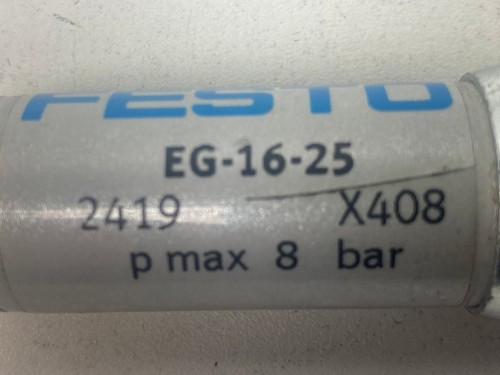 FESTO
EG-16-25
2419 X408
p max 8 bar